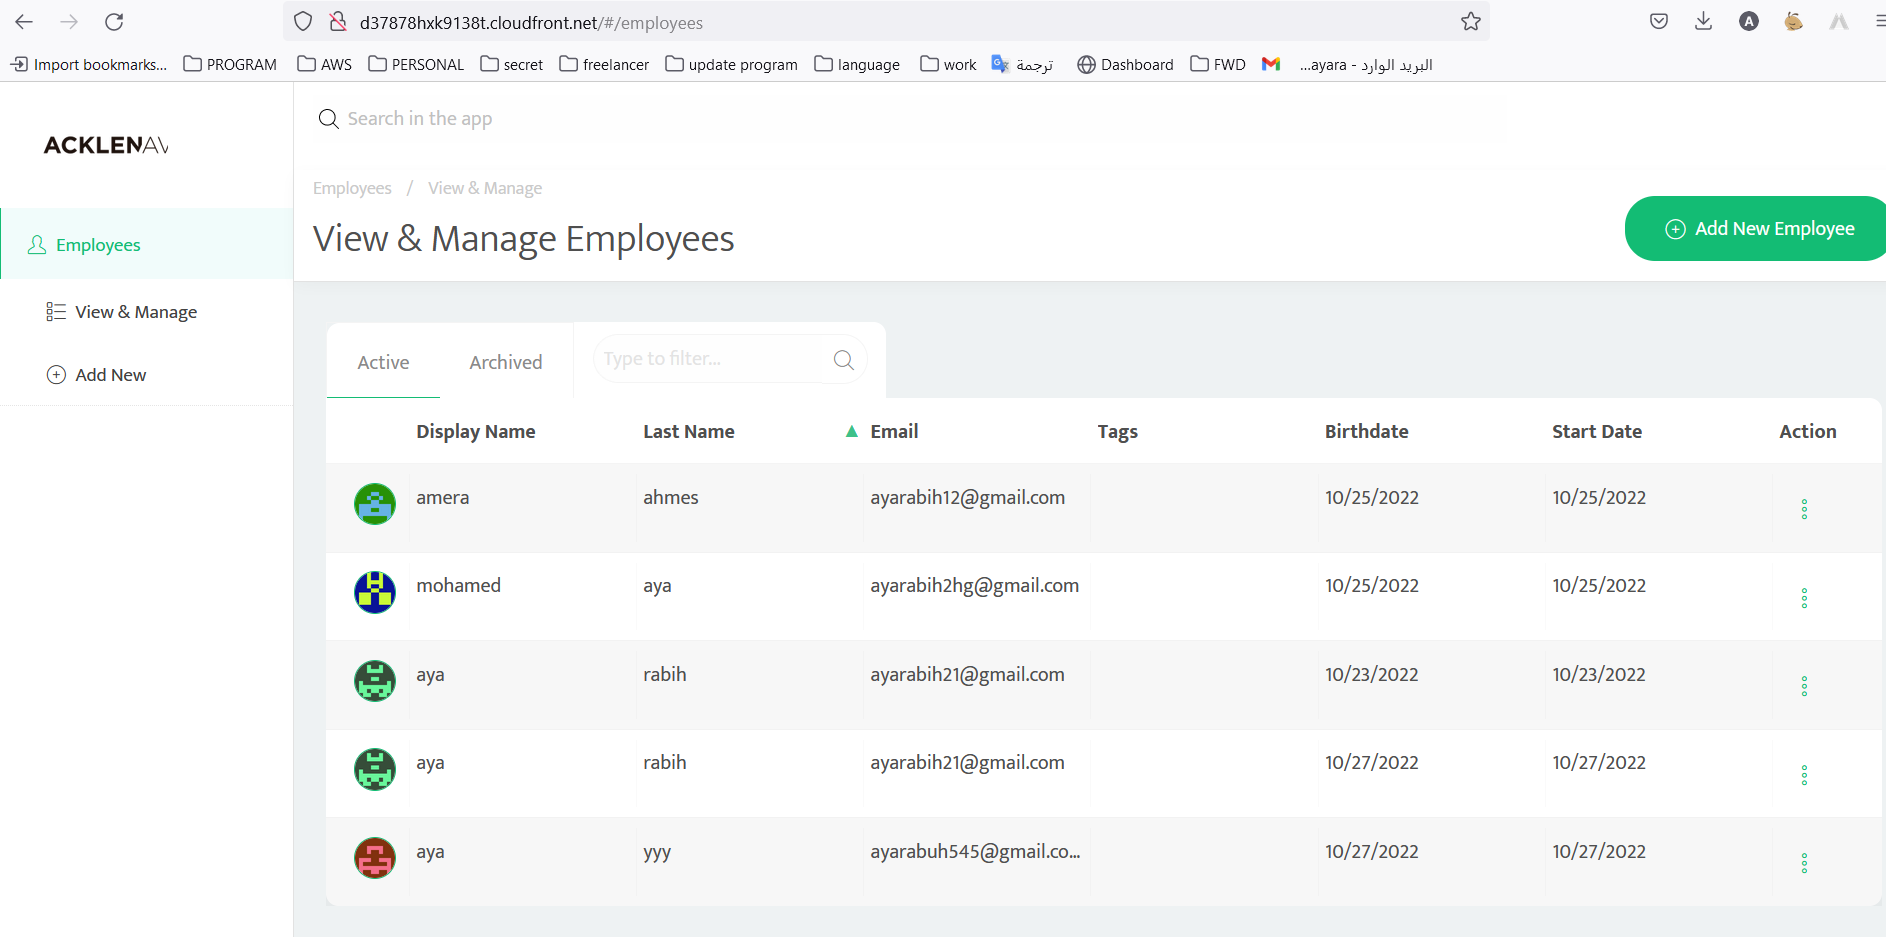 d37878hxk9138t.cloudfront.net/#/employees
A
Import bookmarks... PROGRAM AWS PERSONAL secret freelancer update program language work ترجمة Dashboard FWD البريد الوارد - ayara...
ACKLENAV
Search in the app
Employees / View & Manage
View & Manage Employees
Add New Employee
Employees
View & Manage
Add New
Active Archived Type to filter...
Display Name Last Name ▲ Email Tags Birthdate Start Date Action
amera ahmes ayarabih12@gmail.com 10/25/2022 10/25/2022
mohamed aya ayarabih2hg@gmail.com 10/25/2022 10/25/2022
aya rabih ayarabih21@gmail.com 10/23/2022 10/23/2022
aya rabih ayarabih21@gmail.com 10/27/2022 10/27/2022
aya yyy ayarabuh545@gmail.co... 10/27/2022 10/27/2022